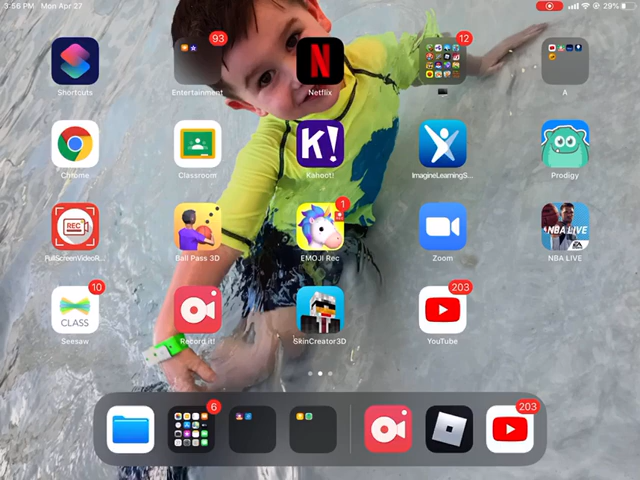 3:56 PM Mon Apr 27
29%
93
12
Shortcuts
Entertainment
N
Netflix
A
K!
Chrome
Classroom
Kahoot!
ImagineLearningS...
Prodigy
REC
1
NBA LIVE
FullScreenVideoR...
Ball Pass 3D
EMOJI Rec
Zoom
NBA LIVE
10
203
CLASS
Seesaw
Record it!
SkinCreator3D
YouTube
6
203